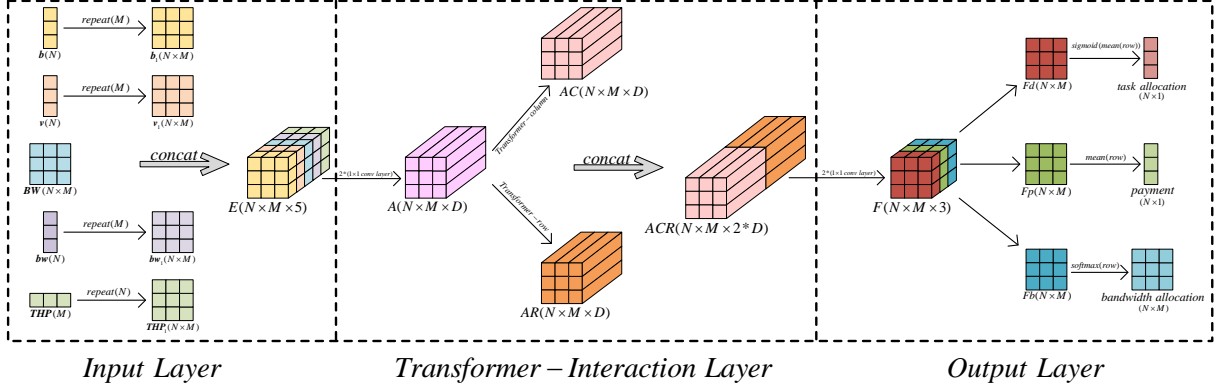 repeat(M)
b(N)
b₁(N×M)
repeat(M)
v(N)
v₁(N×M)
BW(N×M)
repeat(M)
bw(N)
bw₁(N×M)
repeat(N)
THP(M)
THP₁(N×M)
concat
E(N×M×5)
2*(1×1 conv layer)
A(N×M×D)
Transformer−column
AC(N×M×D)
Transformer−row
AR(N×M×D)
concat
ACR(N×M×2*D)
2*(1×1 conv layer)
F(N×M×3)
Fd(N×M)
sigmoid(mean(row))
task allocation
(N×1)
Fp(N×M)
mean(row)
payment
(N×1)
Fb(N×M)
softmax(row)
bandwidth allocation
(N×M)
Input Layer
Transformer − Interaction Layer
Output Layer